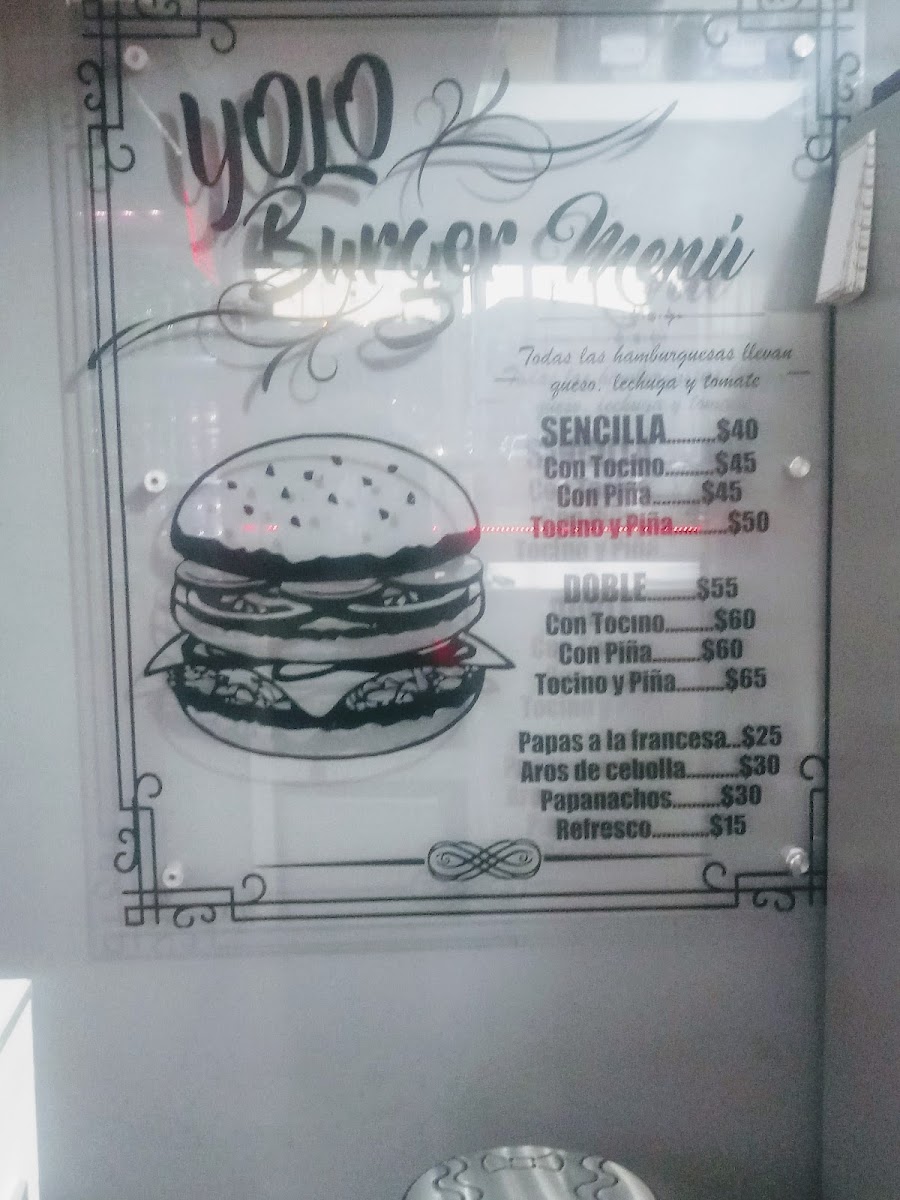 YOLO
Burger Menú
Todas las hamburguesas llevan
queso, lechuga y tomate
SENCILLA..........$40
Con Tocino..........$45
Con Piña..........$45
Tocino y Piña..........$50
DOBLE..........$55
Con Tocino..........$60
Con Piña..........$60
Tocino y Piña..........$65
Papas a la francesa...$25
Aros de cebolla..........$30
Papanachos..........$30
Refresco............$15